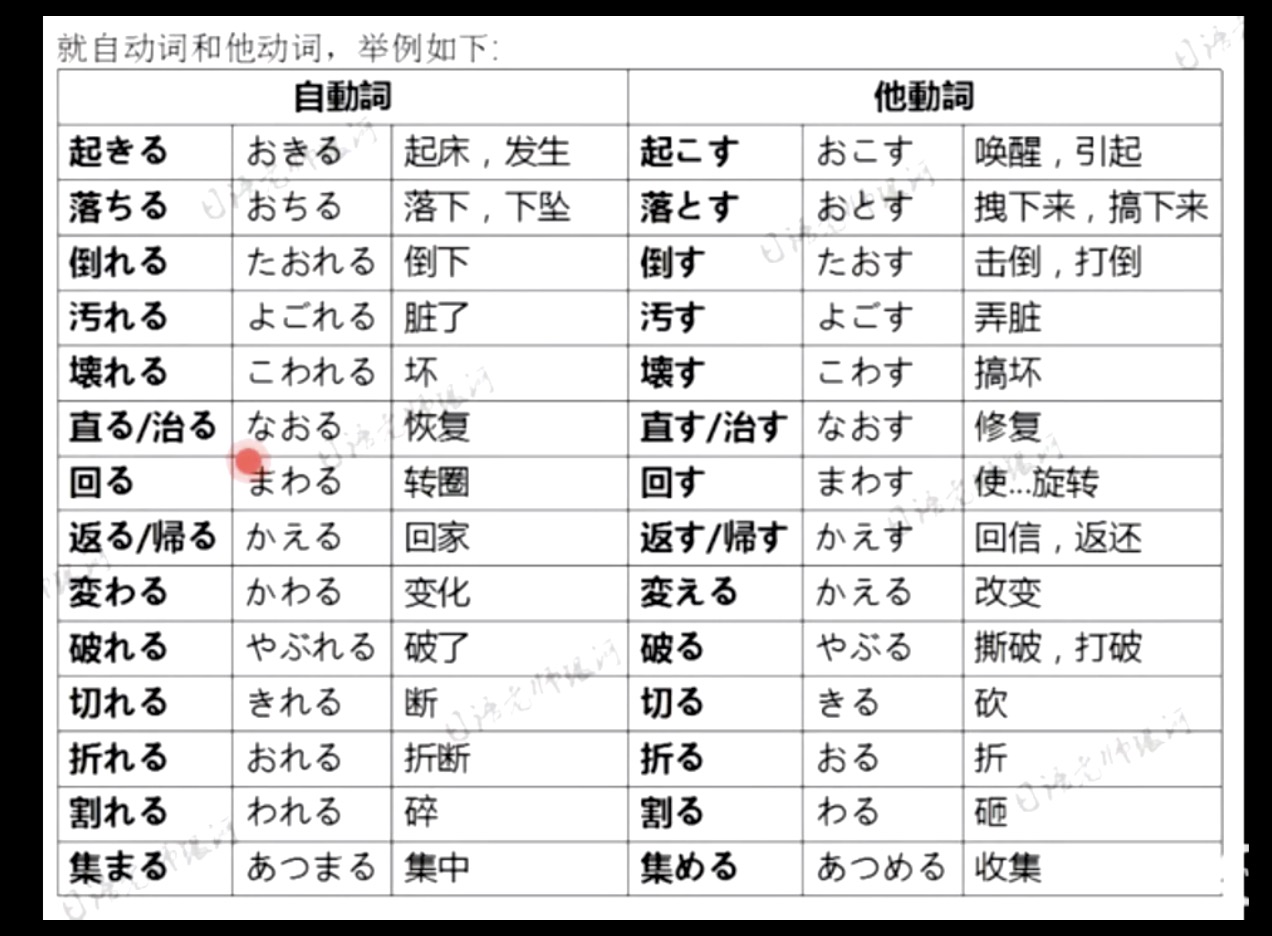 就自动词和他动词，举例如下:
自動詞 他動詞
起きる おきる 起床，发生 起こす おこす 唤醒，引起
落ちる おちる 落下，下坠 落とす おとす 拽下来，搞下来
倒れる たおれる 倒下 倒す たおす 击倒，打倒
汚れる よごれる 脏了 汚す よごす 弄脏
壊れる こわれる 坏 壊す こわす 搞坏
直る/治る なおる 恢复 直す/治す なおす 修复
回る まわる 转圈 回す まわす 使...旋转
返る/帰る かえる 回家 返す/帰す かえす 回信，返还
変わる かわる 变化 変える かえる 改变
破れる やぶれる 破了 破る やぶる 撕破，打破
切れる きれる 断 切る きる 砍
折れる おれる 折断 折る おる 折
割れる われる 碎 割る わる 砸
集まる あつまる 集中 集める あつめる 收集